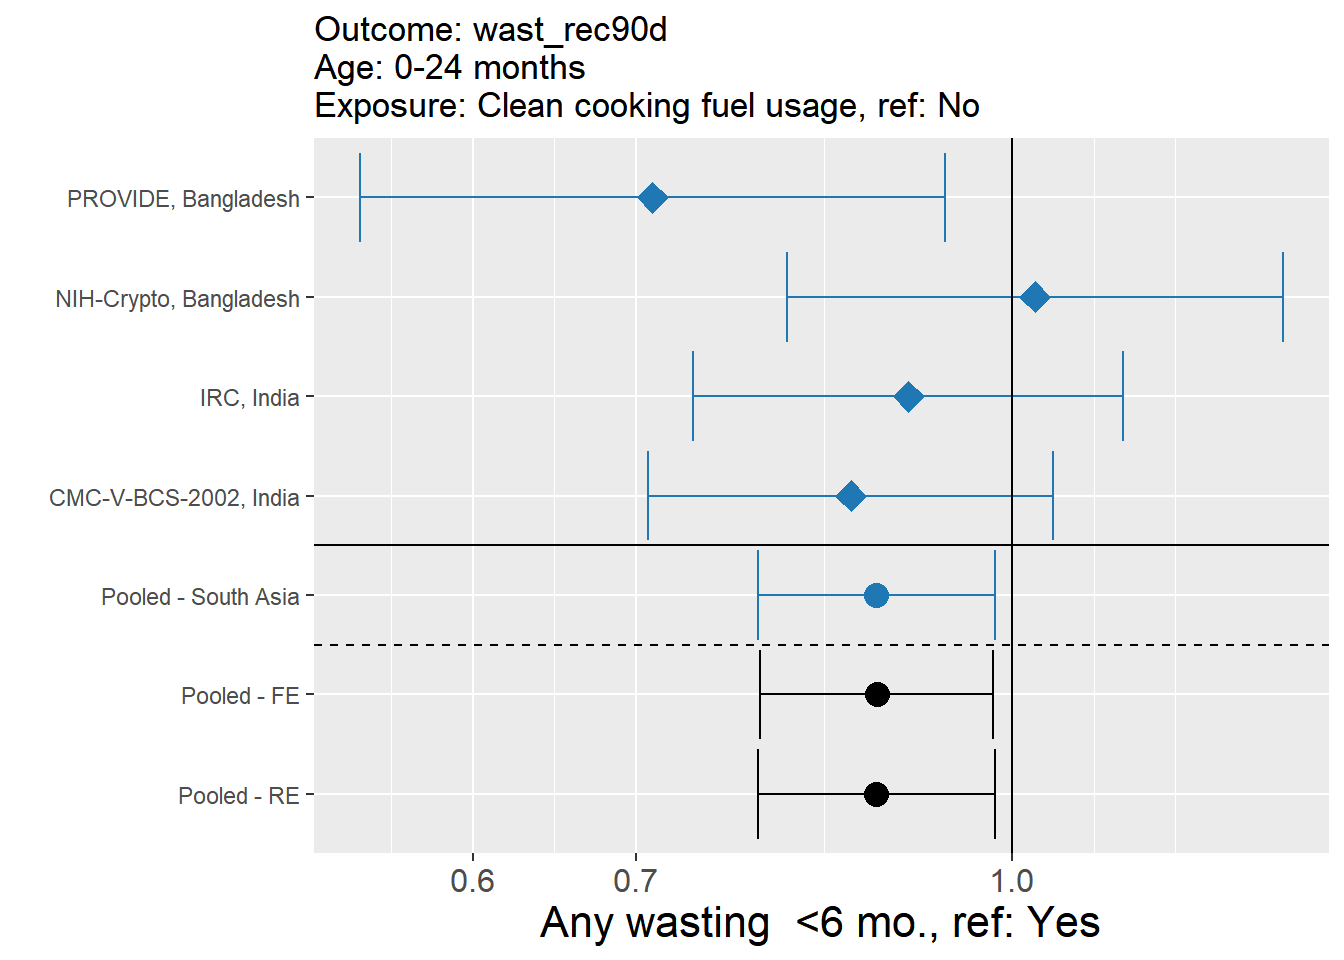 Outcome: wast_rec90d
Age: 0-24 months
Exposure: Clean cooking fuel usage, ref: No
PROVIDE, Bangladesh
NIH-Crypto, Bangladesh
IRC, India
CMC-V-BCS-2002, India
Pooled - South Asia
Pooled - FE
Pooled - RE
0.6 0.7 1.0
Any wasting  <6 mo., ref: Yes